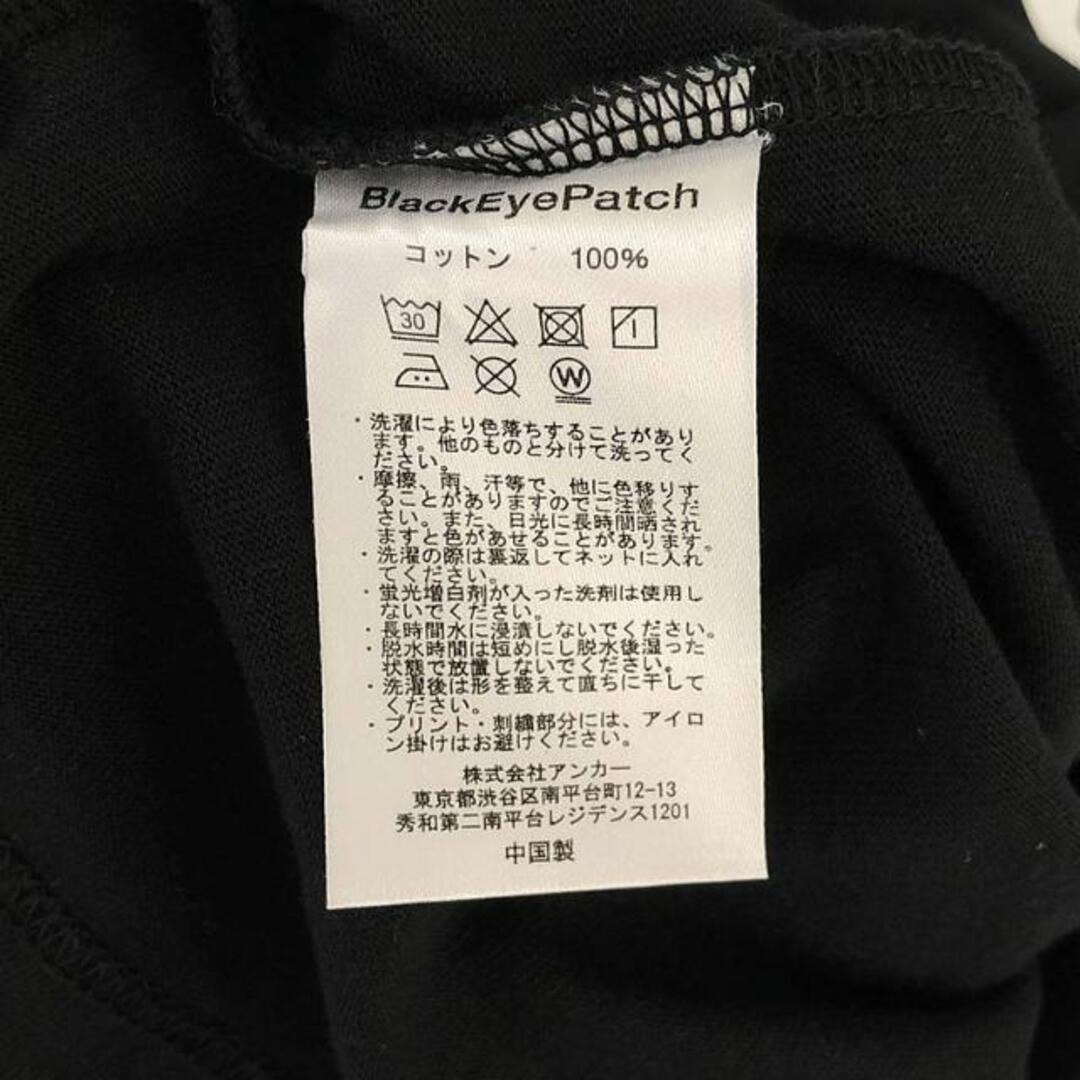 BlackEyePatch
コットン 100%
30
W
・洗濯により色落ちすることがあり
ます。他のものと分けて洗ってく
ださい。
・摩擦、雨、汗等で、他に色移りす
ることがありますのでご注意くだ
さい。また、日光に長時間晒され
ますと色があせることがあります。
・洗濯の際は裏返してネットに入れ
てください。
・蛍光増白剤が入った洗剤は使用し
ないでください。
・長時間水に浸漬しないでください。
・脱水時間は短めにし脱水後湿った
状態で放置しないでください。
・洗濯後は形を整えて直ちに干して
ください。
・プリント・刺繍部分には、アイロ
ン掛けはお避けください。
株式会社アンカー
東京都渋谷区南平台町12-13
秀和第二南平台レジデンス1201
中国製